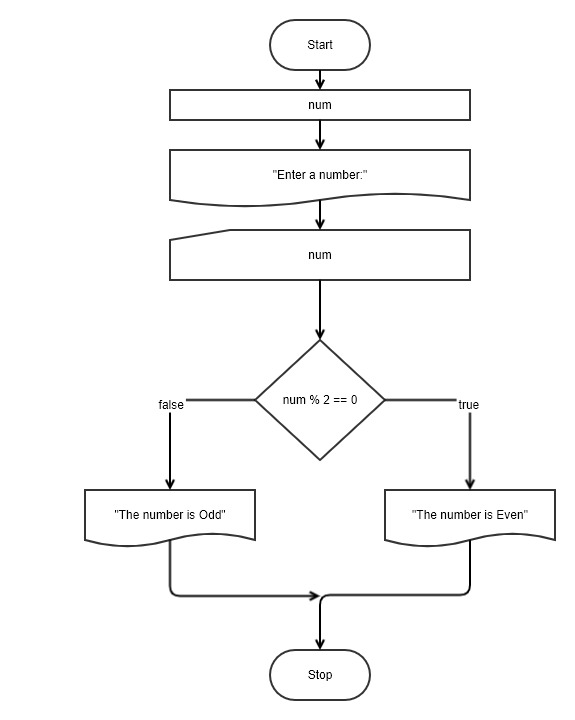 Start
num
"Enter a number:"
num
num % 2 == 0
false
true
"The number is Odd"
"The number is Even"
Stop